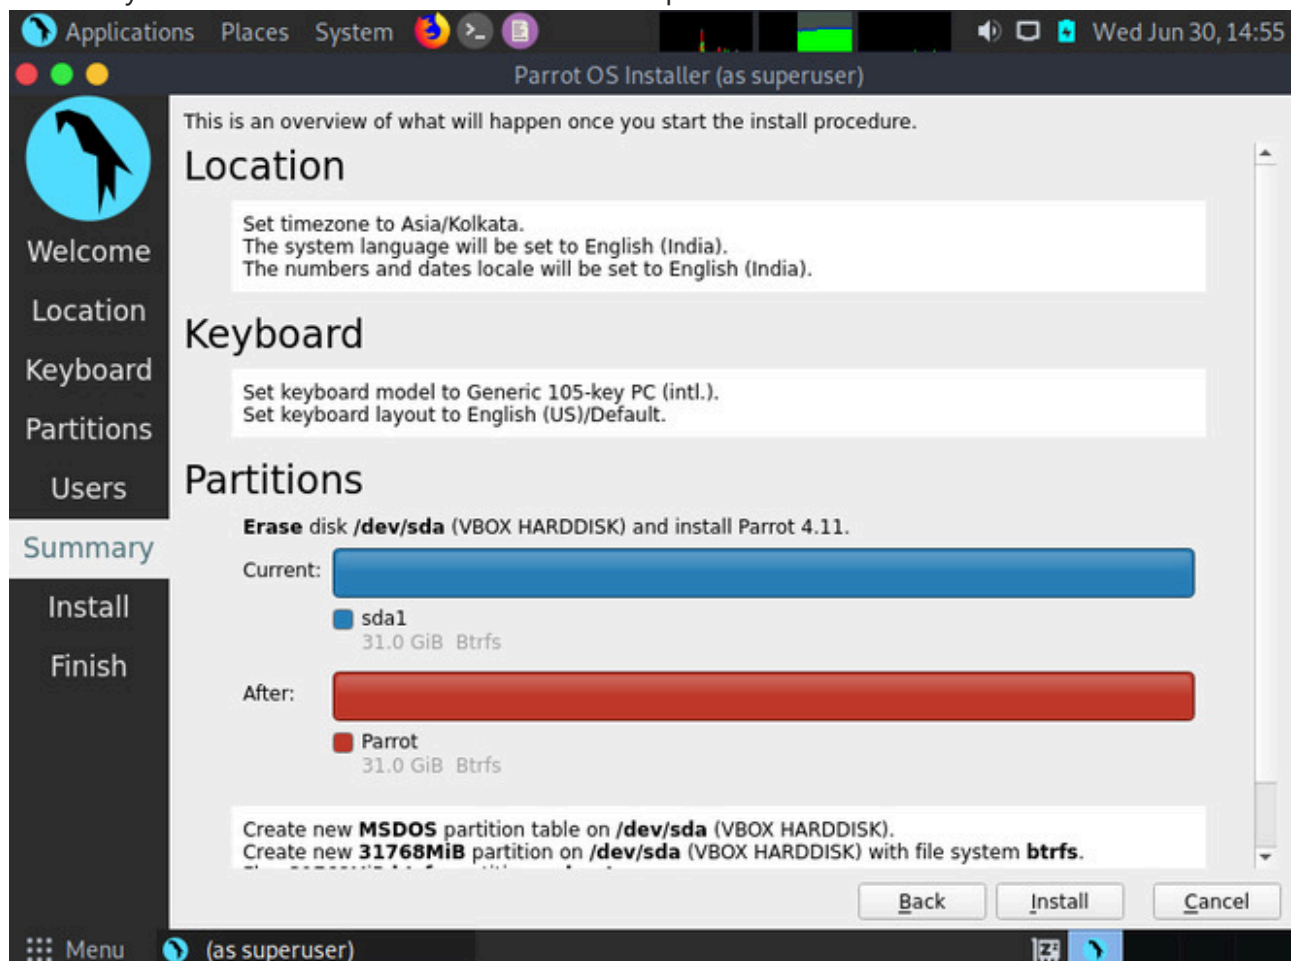 Applications Places System Wed Jun 30, 14:55
Parrot OS Installer (as superuser)
Welcome
Location
Keyboard
Partitions
Users
Summary
Install
Finish
This is an overview of what will happen once you start the install procedure.
Location
Set timezone to Asia/Kolkata.
The system language will be set to English (India).
The numbers and dates locale will be set to English (India).
Keyboard
Set keyboard model to Generic 105-key PC (intl.).
Set keyboard layout to English (US)/Default.
Partitions
Erase disk /dev/sda (VBOX HARDDISK) and install Parrot 4.11.
Current:
sda1
31.0 GiB Btrfs
After:
Parrot
31.0 GiB Btrfs
Create new MSDOS partition table on /dev/sda (VBOX HARDDISK).
Create new 31768MiB partition on /dev/sda (VBOX HARDDISK) with file system btrfs.
Back Install Cancel
Menu (as superuser)